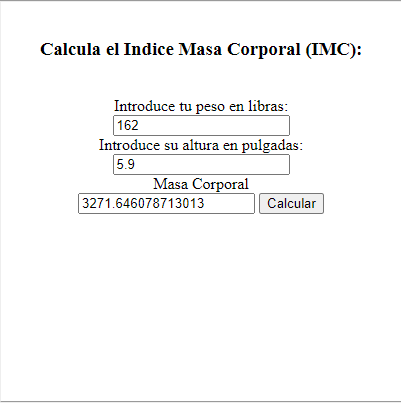 Calcula el Indice Masa Corporal (IMC):
Introduce tu peso en libras:
162
Introduce su altura en pulgadas:
5.9
Masa Corporal
3271.646078713013 Calcular